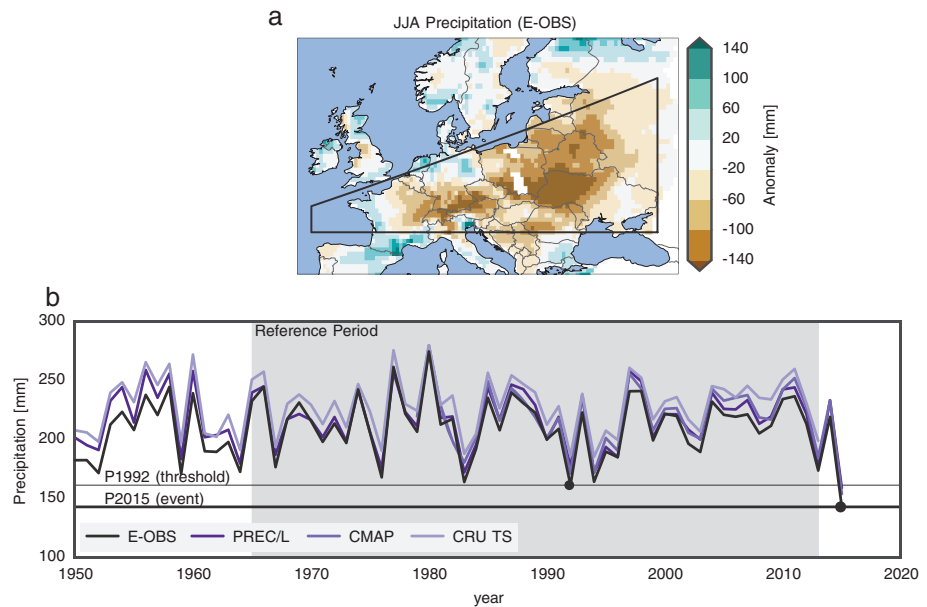 a
JJA Precipitation (E-OBS)
140
100
60
20
-20
-60
-100
-140
Anomaly [mm]
b
300
250
200
150
100
Precipitation [mm]
Reference Period
P1992 (threshold)
P2015 (event)
E-OBS PREC/L CMAP CRU TS
1950 1960 1970 1980 1990 2000 2010 2020
year